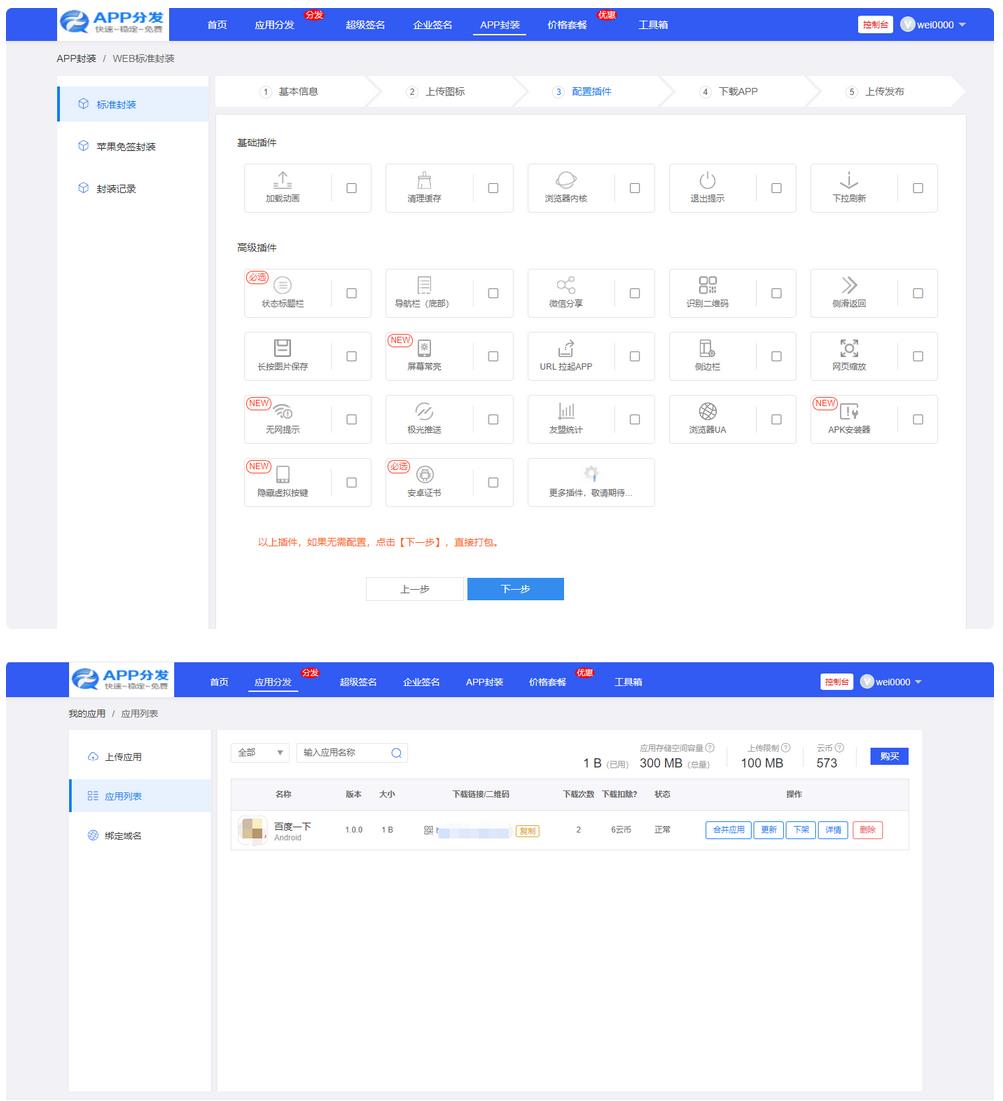 APP分发
快速-稳定-免费
首页 应用分发 分发 超级签名 企业签名 APP封装 价格套餐 优惠 工具箱 控制台 wei0000
APP封装 / WEB标准封装
标准封装
苹果免签封装
封装记录
1 基本信息 2 上传图标 3 配置插件 4 下载APP 5 上传发布
基础插件
加载动画 清理缓存 浏览器内核 退出提示 下拉刷新
高级插件
必选
状态标题栏 导航栏（底部） 微信分享 识别二维码 侧滑返回
NEW
长按图片保存 屏幕常亮 URL 拉起APP 侧边栏 网页缩放
NEW NEW
无网提示 极光推送 友盟统计 浏览器UA APK安装器
NEW 必选
隐藏虚拟按键 安卓证书 更多插件，敬请期待...
以上插件，如果无需配置，点击【下一步】，直接打包。
上一步 下一步
APP分发
快速-稳定-免费
首页 应用分发 分发 超级签名 企业签名 APP封装 价格套餐 优惠 工具箱 控制台 wei0000
我的应用 / 应用列表
上传应用
应用列表
绑定域名
全部 输入应用名称
应用存储空间容量 ? 上传限制 ? 云币 ?
1 B (已用) 300 MB (总量) 100 MB 573 购买
名称 版本 大小 下载链接/二维码 下载次数 下载扣除? 状态 操作
百度一下 1.0.0 1 B 复制 2 6云币 正常 合并应用 更新 下架 详情 删除
Android